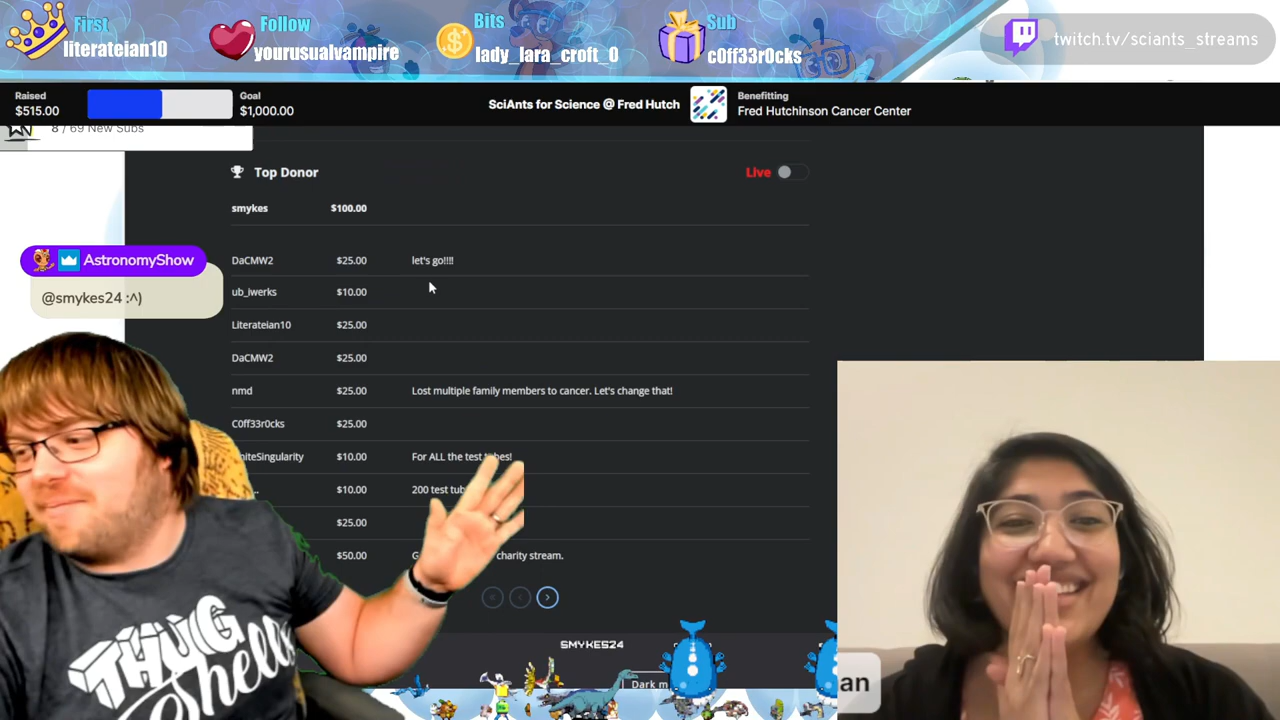 First
literateian10
Follow
yourusualvampire
Bits
lady_lara_croft_0
Sub
c0ff33r0cks
twitch.tv/sciants_streams
Raised
$515.00
Goal
$1,000.00
SciAnts for Science @ Fred Hutch
Benefitting
Fred Hutchinson Cancer Center
8 / 69 New Subs
Top Donor
Live
smykes $100.00
DaCMW2 $25.00 let's go!!!!
ub_iwerks $10.00
Literateian10 $25.00
DaCMW2 $25.00
nmd $25.00 Lost multiple family members to cancer. Let's change that!
C0ff33r0cks $25.00
$10.00 For ALL the test
$10.00 200 test
$25.00
$50.00 charity stream.
AstronomyShow
@smykes24 :^)
THUG
Shells
SMYKES24
Dark
an